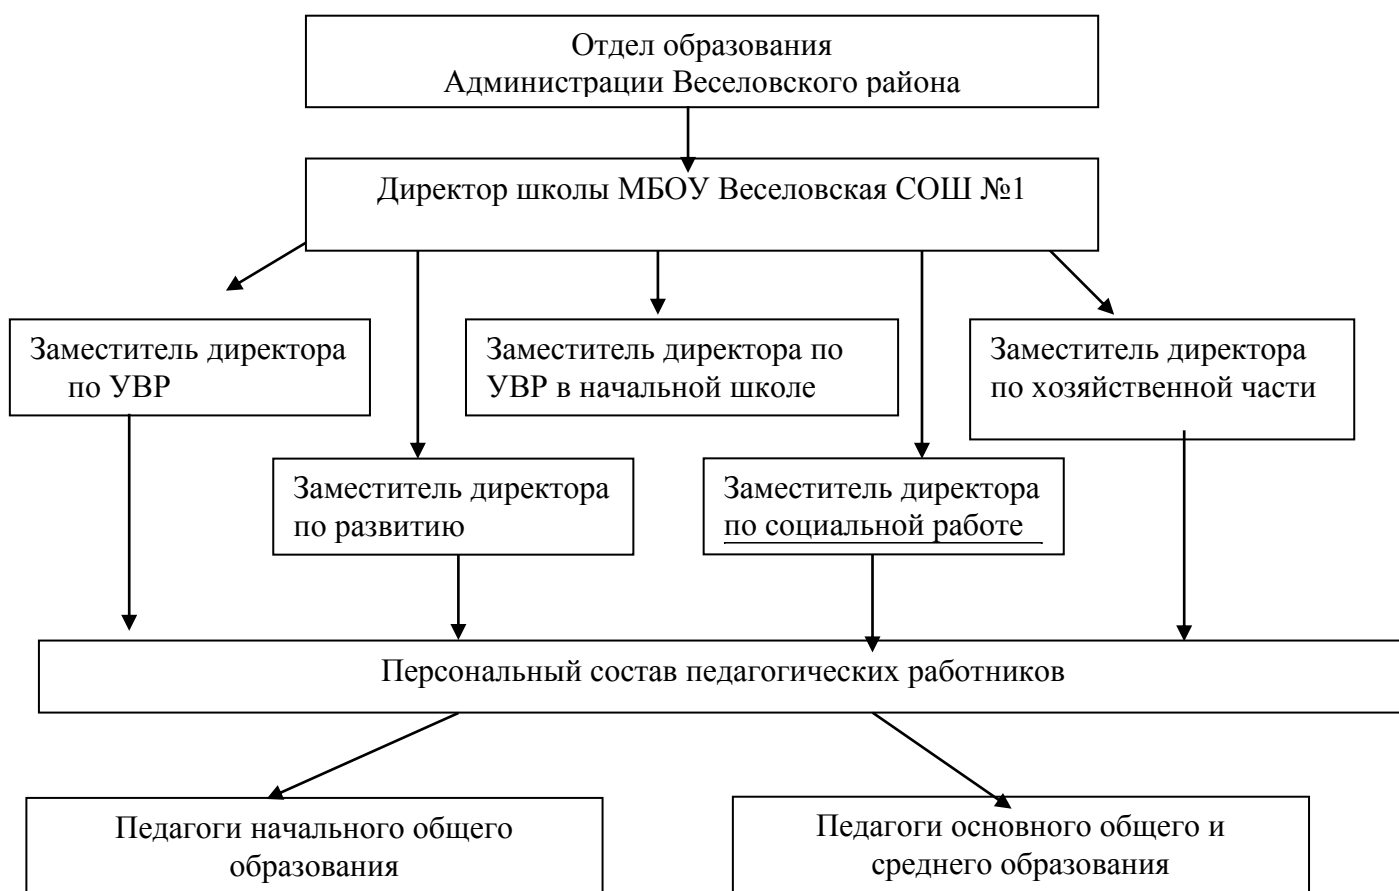 Отдел образования
Администрации Веселовского района
Директор школы МБОУ Веселовская СОШ №1
Заместитель директора
по УВР
Заместитель директора по
УВР в начальной школе
Заместитель директора
по хозяйственной части
Заместитель директора
по развитию
Заместитель директора
по социальной работе
Персональный состав педагогических работников
Педагоги начального общего
образования
Педагоги основного общего и
среднего образования